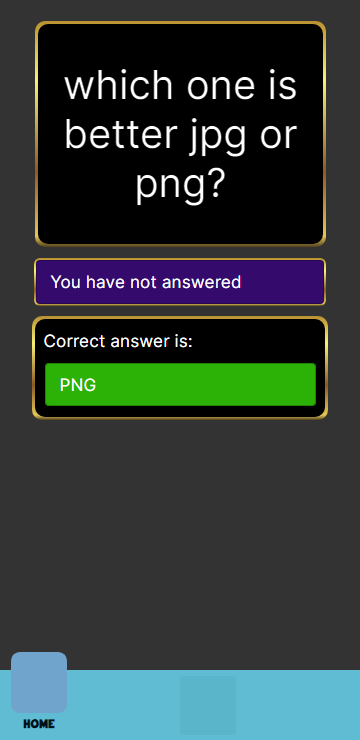 which one is
better jpg or
png?
You have not answered
Correct answer is:
PNG
HOME